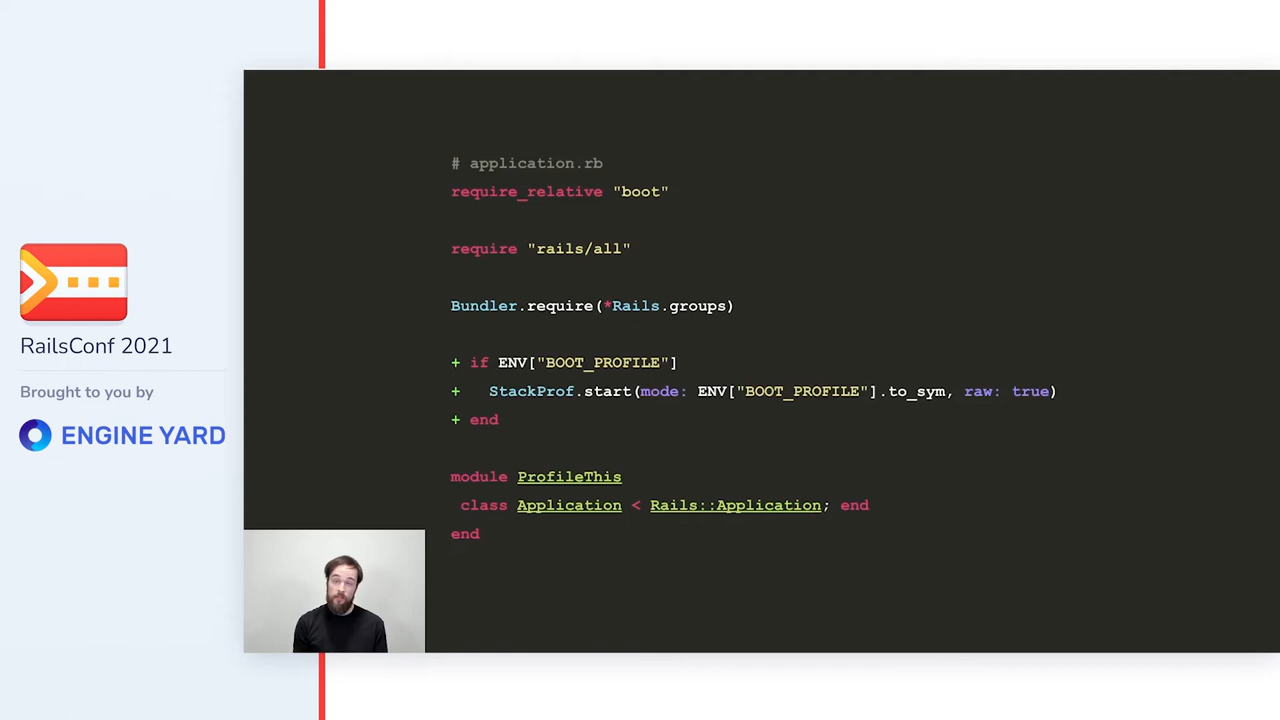 RailsConf 2021
Brought to you by
ENGINE YARD
# application.rb
require_relative "boot"
require "rails/all"
Bundler.require(*Rails.groups)
+ if ENV["BOOT_PROFILE"]
+   StackProf.start(mode: ENV["BOOT_PROFILE"].to_sym, raw: true)
+ end
module ProfileThis
 class Application < Rails::Application; end
end